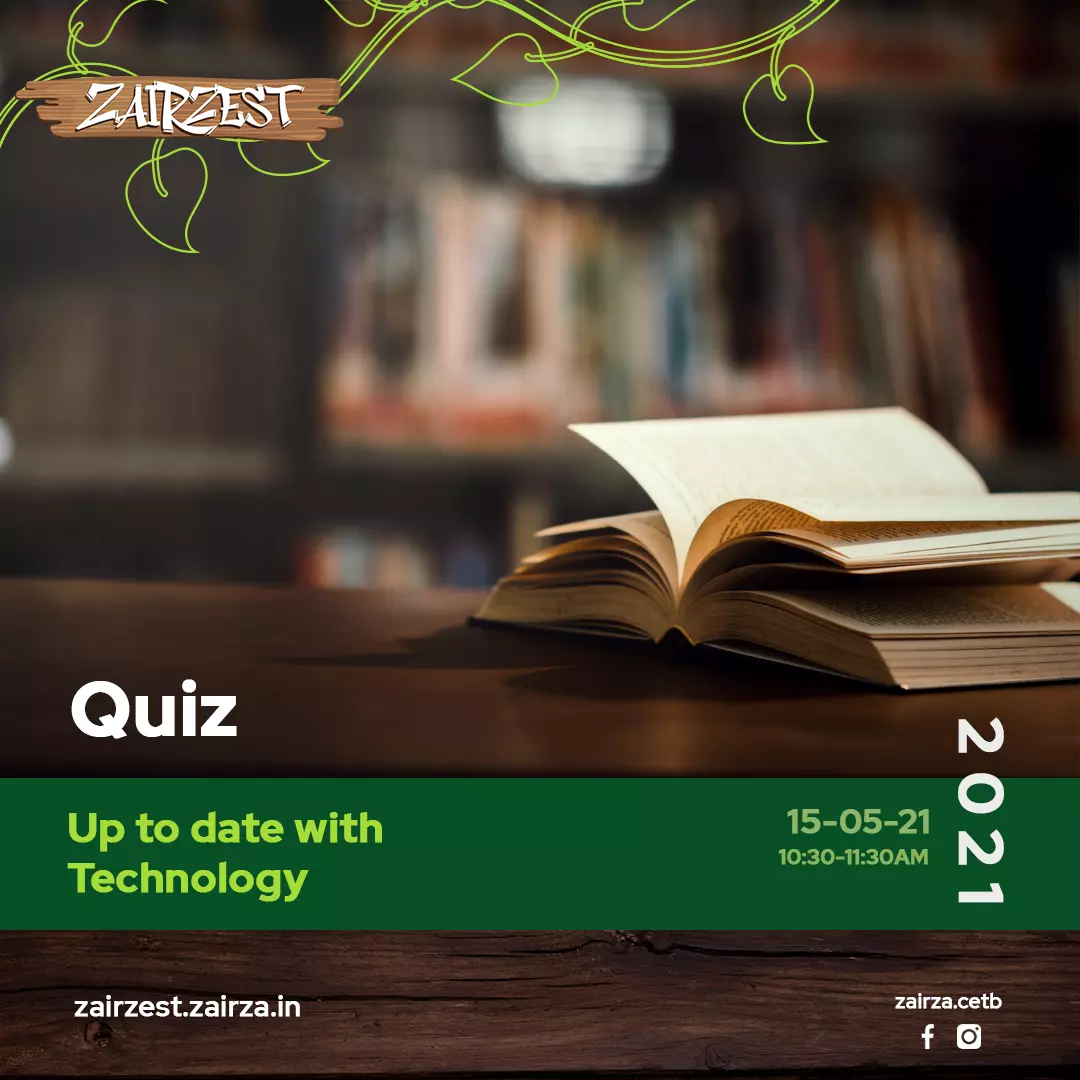 ZAIRZEST
Quiz
Up to date with
Technology
15-05-21
10:30-11:30AM
2021
zairzest.zairza.in
zairza.cetb